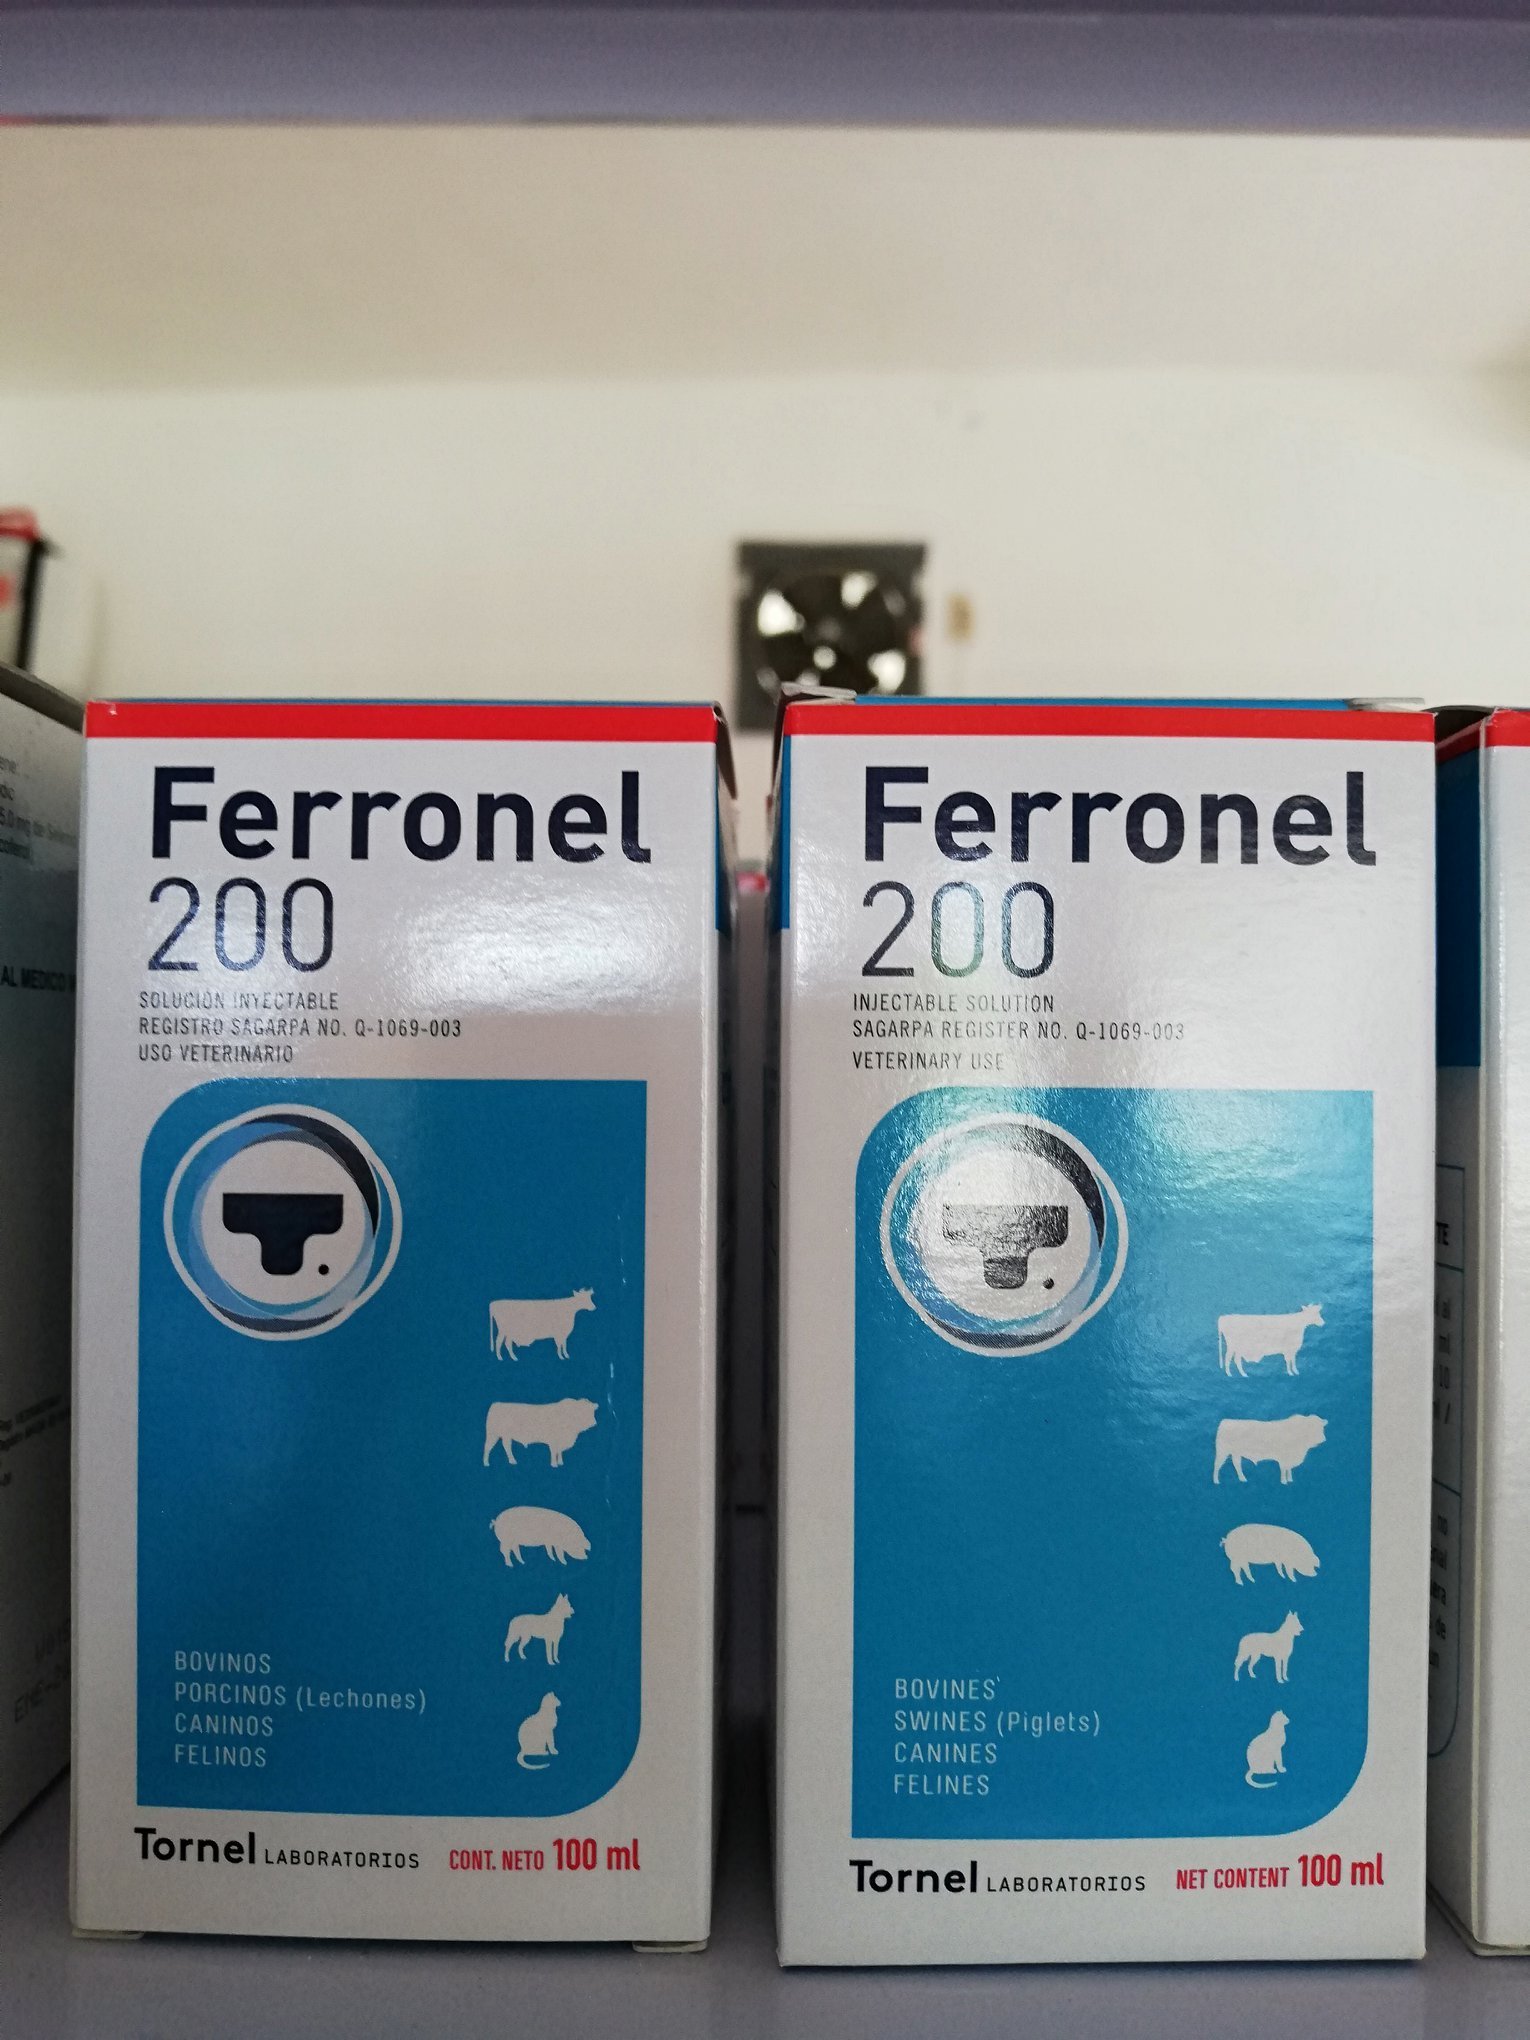 Ferronel
200
SOLUCIÓN INYECTABLE
REGISTRO SAGARPA NO. Q-1069-003
USO VETERINARIO
BOVINOS
PORCINOS (Lechones)
CANINOS
FELINOS
Tornel LABORATORIOS CONT. NETO 100 ml
Ferronel
200
INJECTABLE SOLUTION
SAGARPA REGISTER NO. Q-1069-003
VETERINARY USE
BOVINES
SWINES (Piglets)
CANINES
FELINES
Tornel LABORATORIOS NET CONTENT 100 ml
AL MEDICO